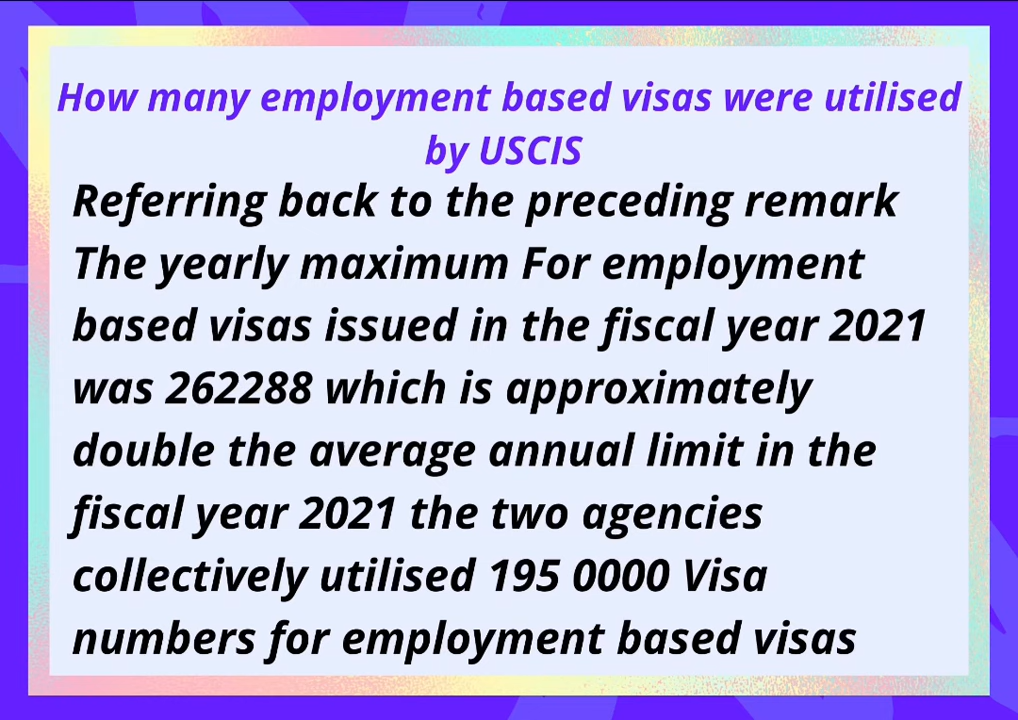 How many employment based visas were utilised
by USCIS
Referring back to the preceding remark
The yearly maximum For employment
based visas issued in the fiscal year 2021
was 262288 which is approximately
double the average annual limit in the
fiscal year 2021 the two agencies
collectively utilised 195 0000 Visa
numbers for employment based visas